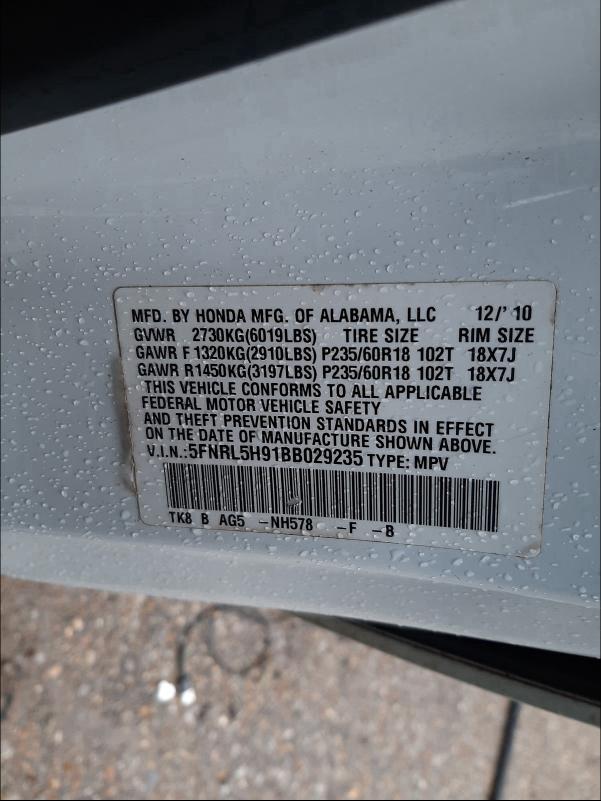 MFD. BY HONDA MFG. OF ALABAMA, LLC 12/' 10
GVWR 2730KG(6019LBS) TIRE SIZE RIM SIZE
GAWR F 1320KG(2910LBS) P235/60R18 102T 18X7J
GAWR R 1450KG(3197LBS) P235/60R18 102T 18X7J
THIS VEHICLE CONFORMS TO ALL APPLICABLE
FEDERAL MOTOR VEHICLE SAFETY
AND THEFT PREVENTION STANDARDS IN EFFECT
ON THE DATE OF MANUFACTURE SHOWN ABOVE.
V.I.N.:5FNRL5H91BB029235 TYPE: MPV
TK8 B AG5 -NH578 -F -B